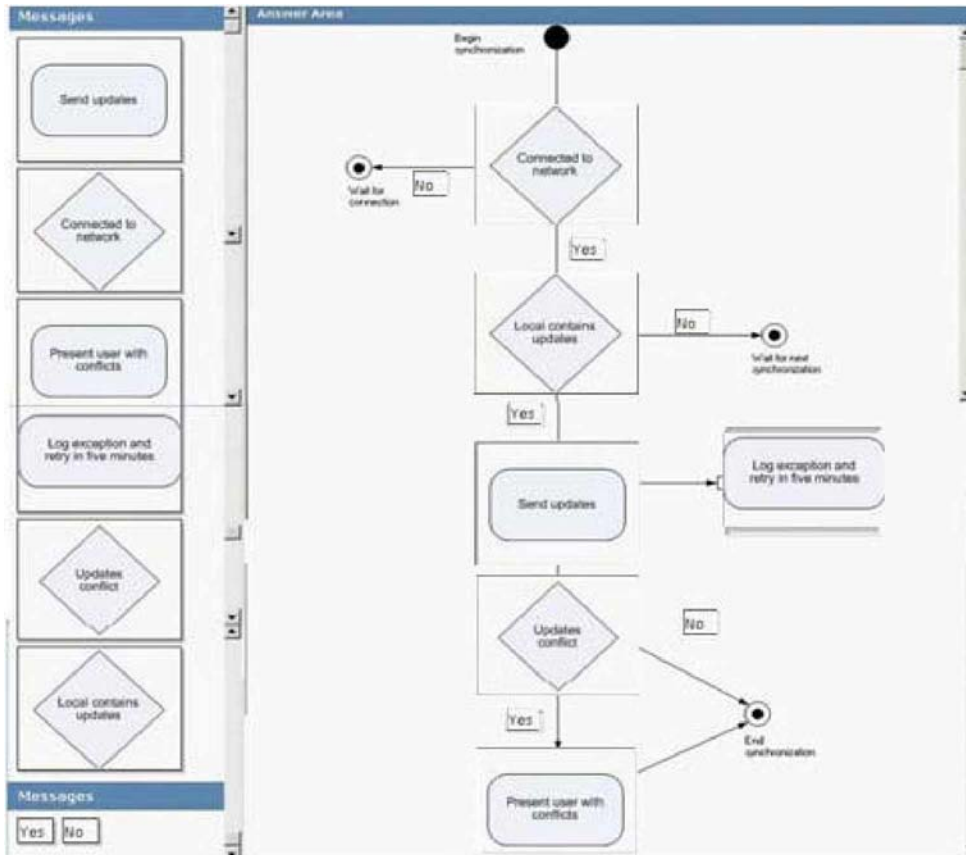 Messages
Send updates
Connected to
network
Present user with
conflicts
Log exception and
retry in five minutes
Updates
conflict
Local contains
updates
Messages
Yes
No
Answer Area
Begin
synchronization
Connected to
network
No
Wait for
connection
Yes
Local contains
updates
No
Wait for next
synchronization
Yes
Send updates
Log exception and
retry in five minutes
Updates
conflict
No
Yes
End
synchronization
Present user with
conflicts